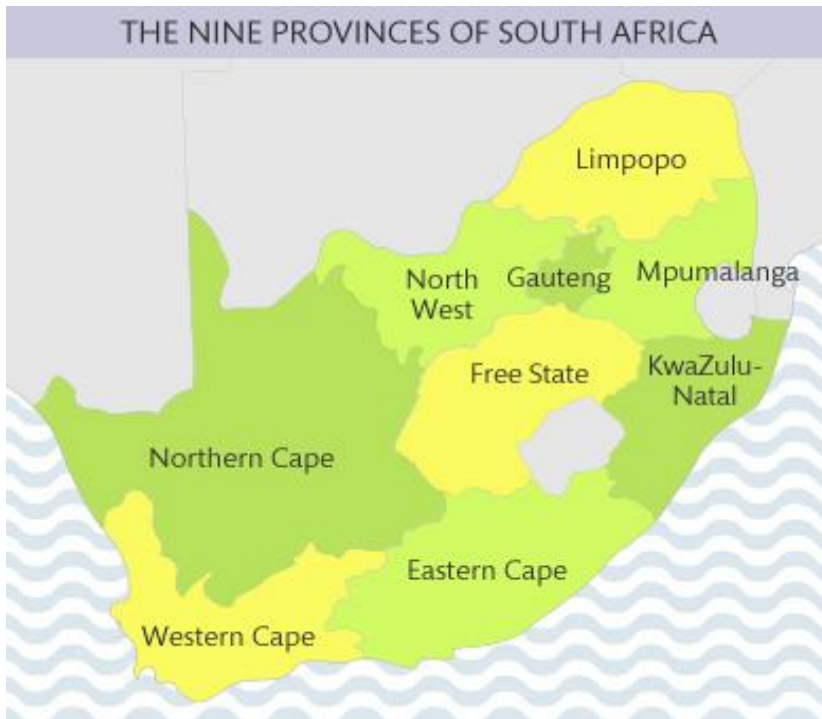 THE NINE PROVINCES OF SOUTH AFRICA
Limpopo
North
West
Gauteng
Mpumalanga
Free State
KwaZulu-
Natal
Northern Cape
Eastern Cape
Western Cape